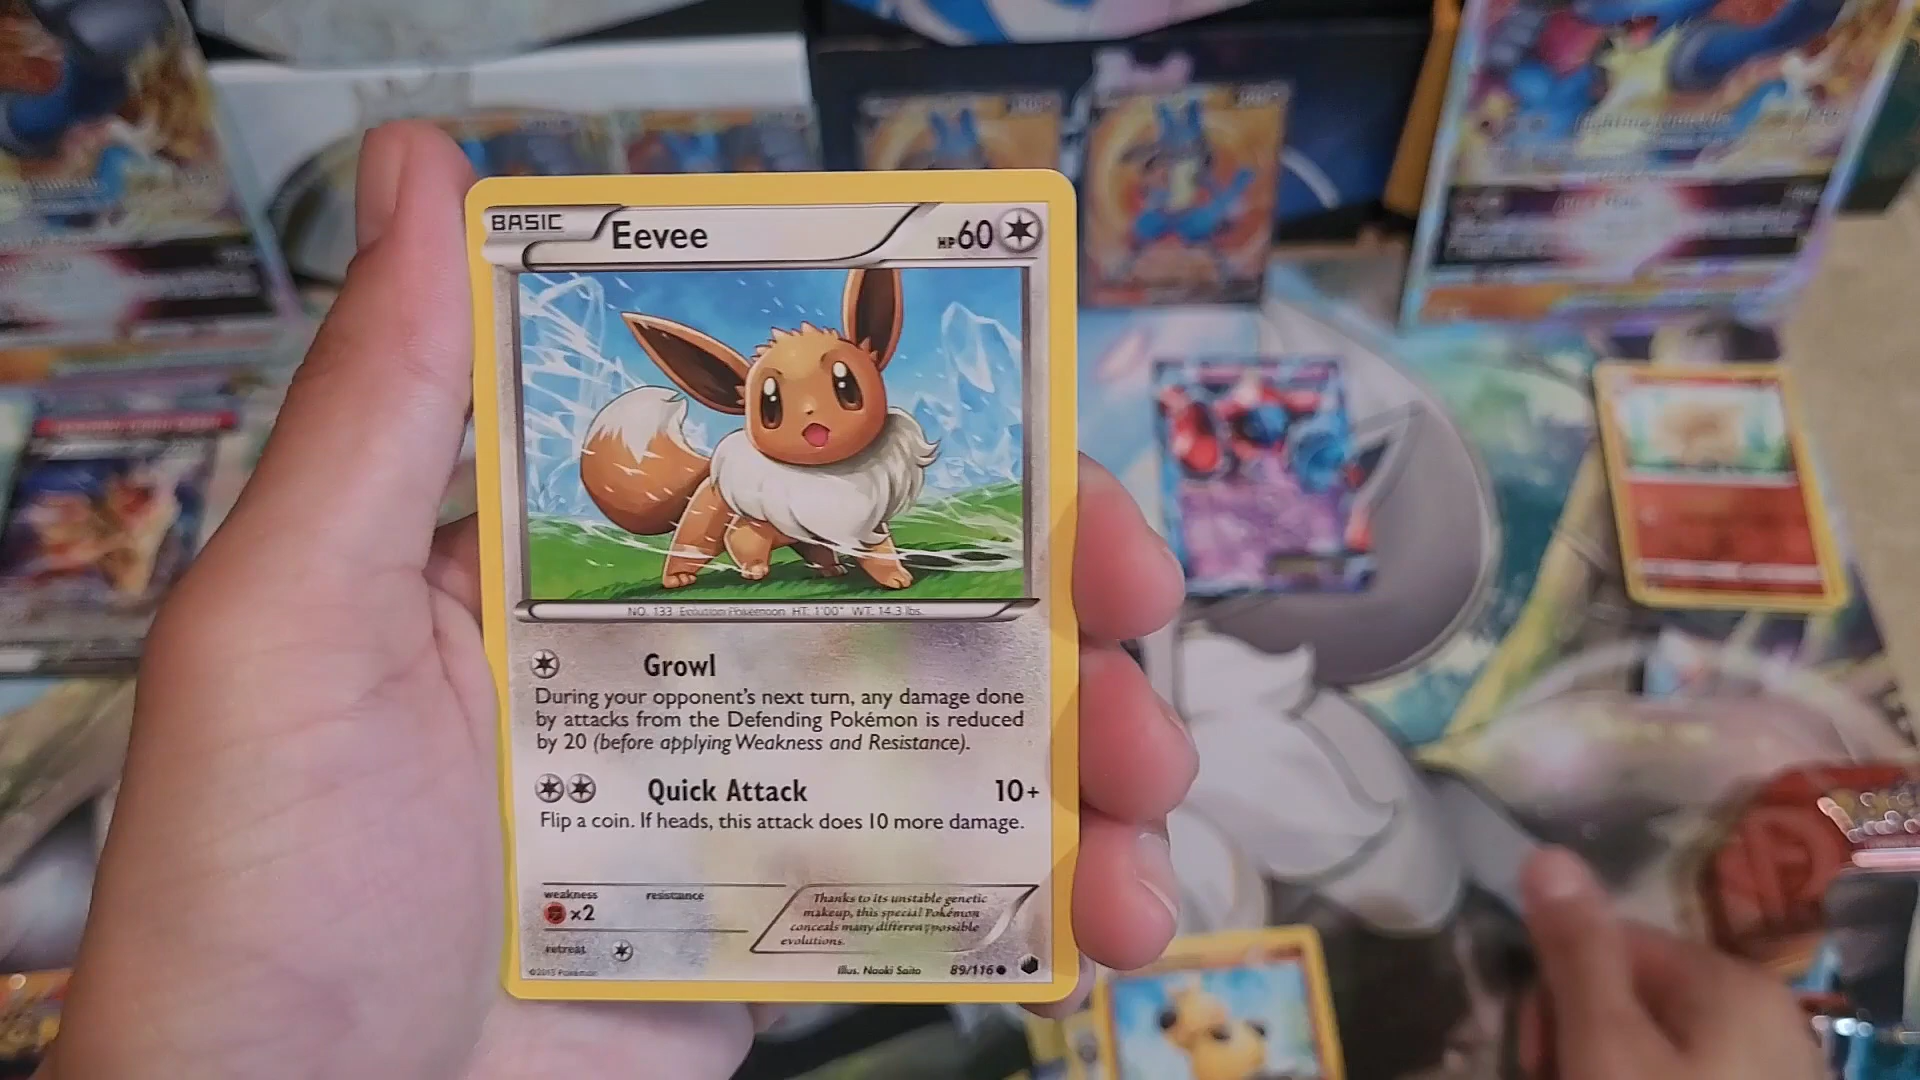 BASIC Eevee HP60
NO. 133 Evolution Pokémon HT: 1'00" WT: 14.3 lbs.
Growl
During your opponent's next turn, any damage done
by attacks from the Defending Pokémon is reduced
by 20 (before applying Weakness and Resistance).
Quick Attack 10+
Flip a coin. If heads, this attack does 10 more damage.
weakness resistance
x2
retreat
Thanks to its unstable genetic
makeup, this special Pokémon
conceals many different possible
evolutions.
©2013 Pokémon Illus. Naoki Saito 89/116